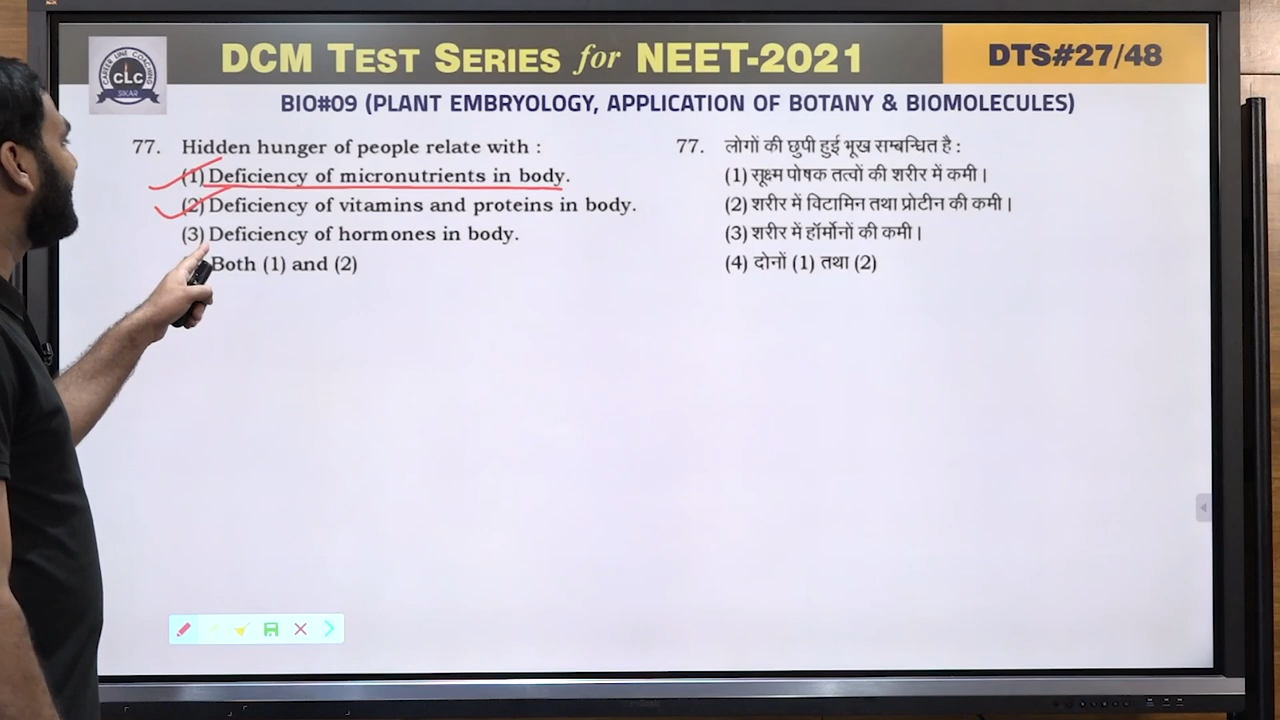 DCM TEST SERIES for NEET-2021
DTS#27/48
CAREER LINE COACHING
CLC
SIKAR
BIO#09 (PLANT EMBRYOLOGY, APPLICATION OF BOTANY & BIOMOLECULES)
77. Hidden hunger of people relate with :
(1) Deficiency of micronutrients in body.
(2) Deficiency of vitamins and proteins in body.
(3) Deficiency of hormones in body.
Both (1) and (2)
77. लोगों की छुपी हुई भूख सम्बन्धित है :
(1) सूक्ष्म पोषक तत्वों की शरीर में कमी।
(2) शरीर में विटामिन तथा प्रोटीन की कमी।
(3) शरीर में हॉर्मोनों की कमी।
(4) दोनों (1) तथा (2)